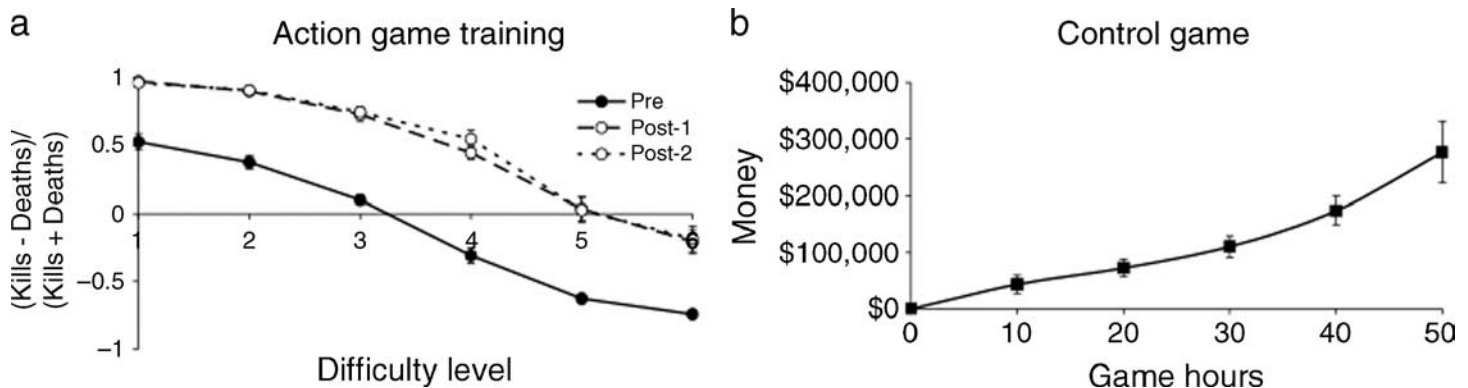 a
Action game training
1
0.5
0
−0.5
−1
(Kills - Deaths)/
(Kills + Deaths)
1 2 3 4 5 6
Pre
Post-1
Post-2
Difficulty level
b
Control game
$400,000
$300,000
$200,000
$100,000
$0
Money
0 10 20 30 40 50
Game hours